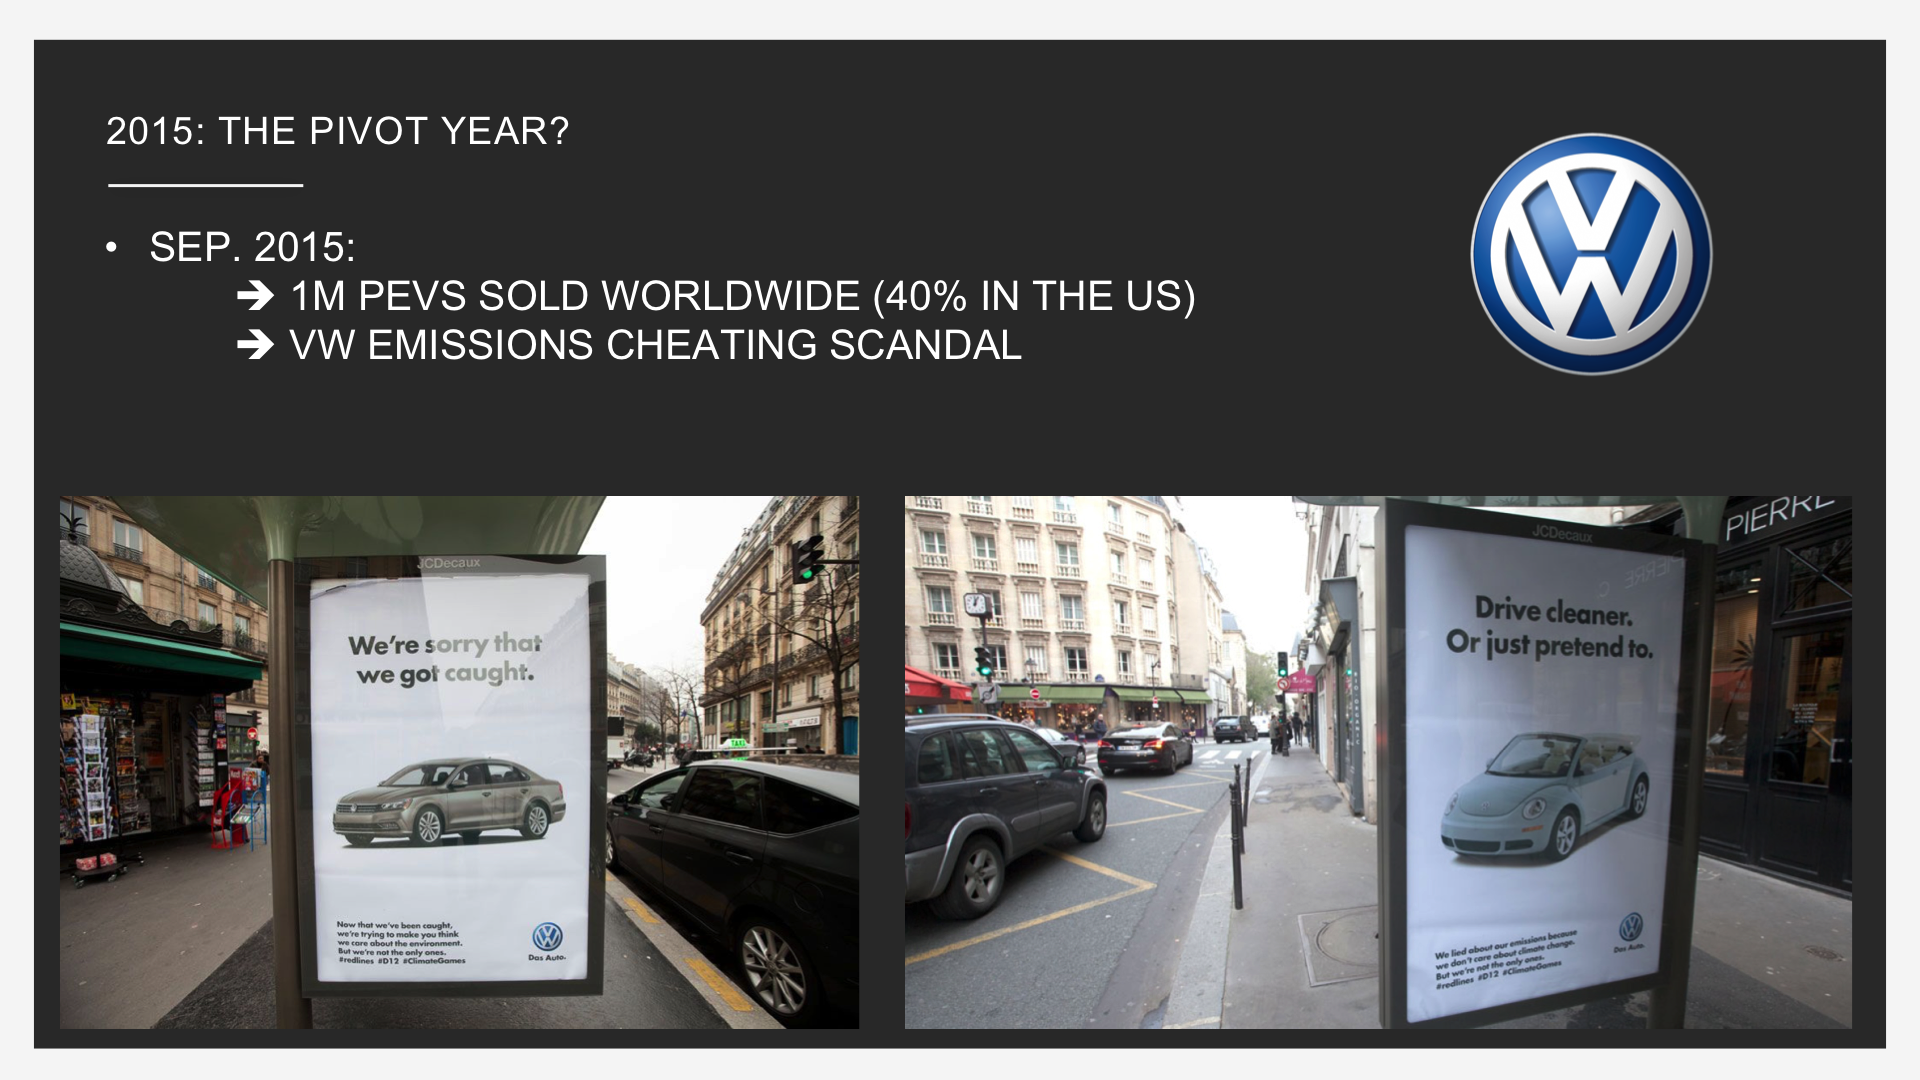 2015: THE PIVOT YEAR?
• SEP. 2015:
➔ 1M PEVS SOLD WORLDWIDE (40% IN THE US)
➔ VW EMISSIONS CHEATING SCANDAL
JCDecaux
We're sorry that
we got caught.
Now that we've been caught,
we're trying to make you think
we care about the environment.
But we're not the only ones.
#redlines #D12 #ClimateGames
Das Auto.
TAXI
JCDecaux
PIERRE
Drive cleaner.
Or just pretend to.
We lied about our emissions because
we don't care about climate change.
But we're not the only ones.
#redlines #D12 #ClimateGames
Das Auto.